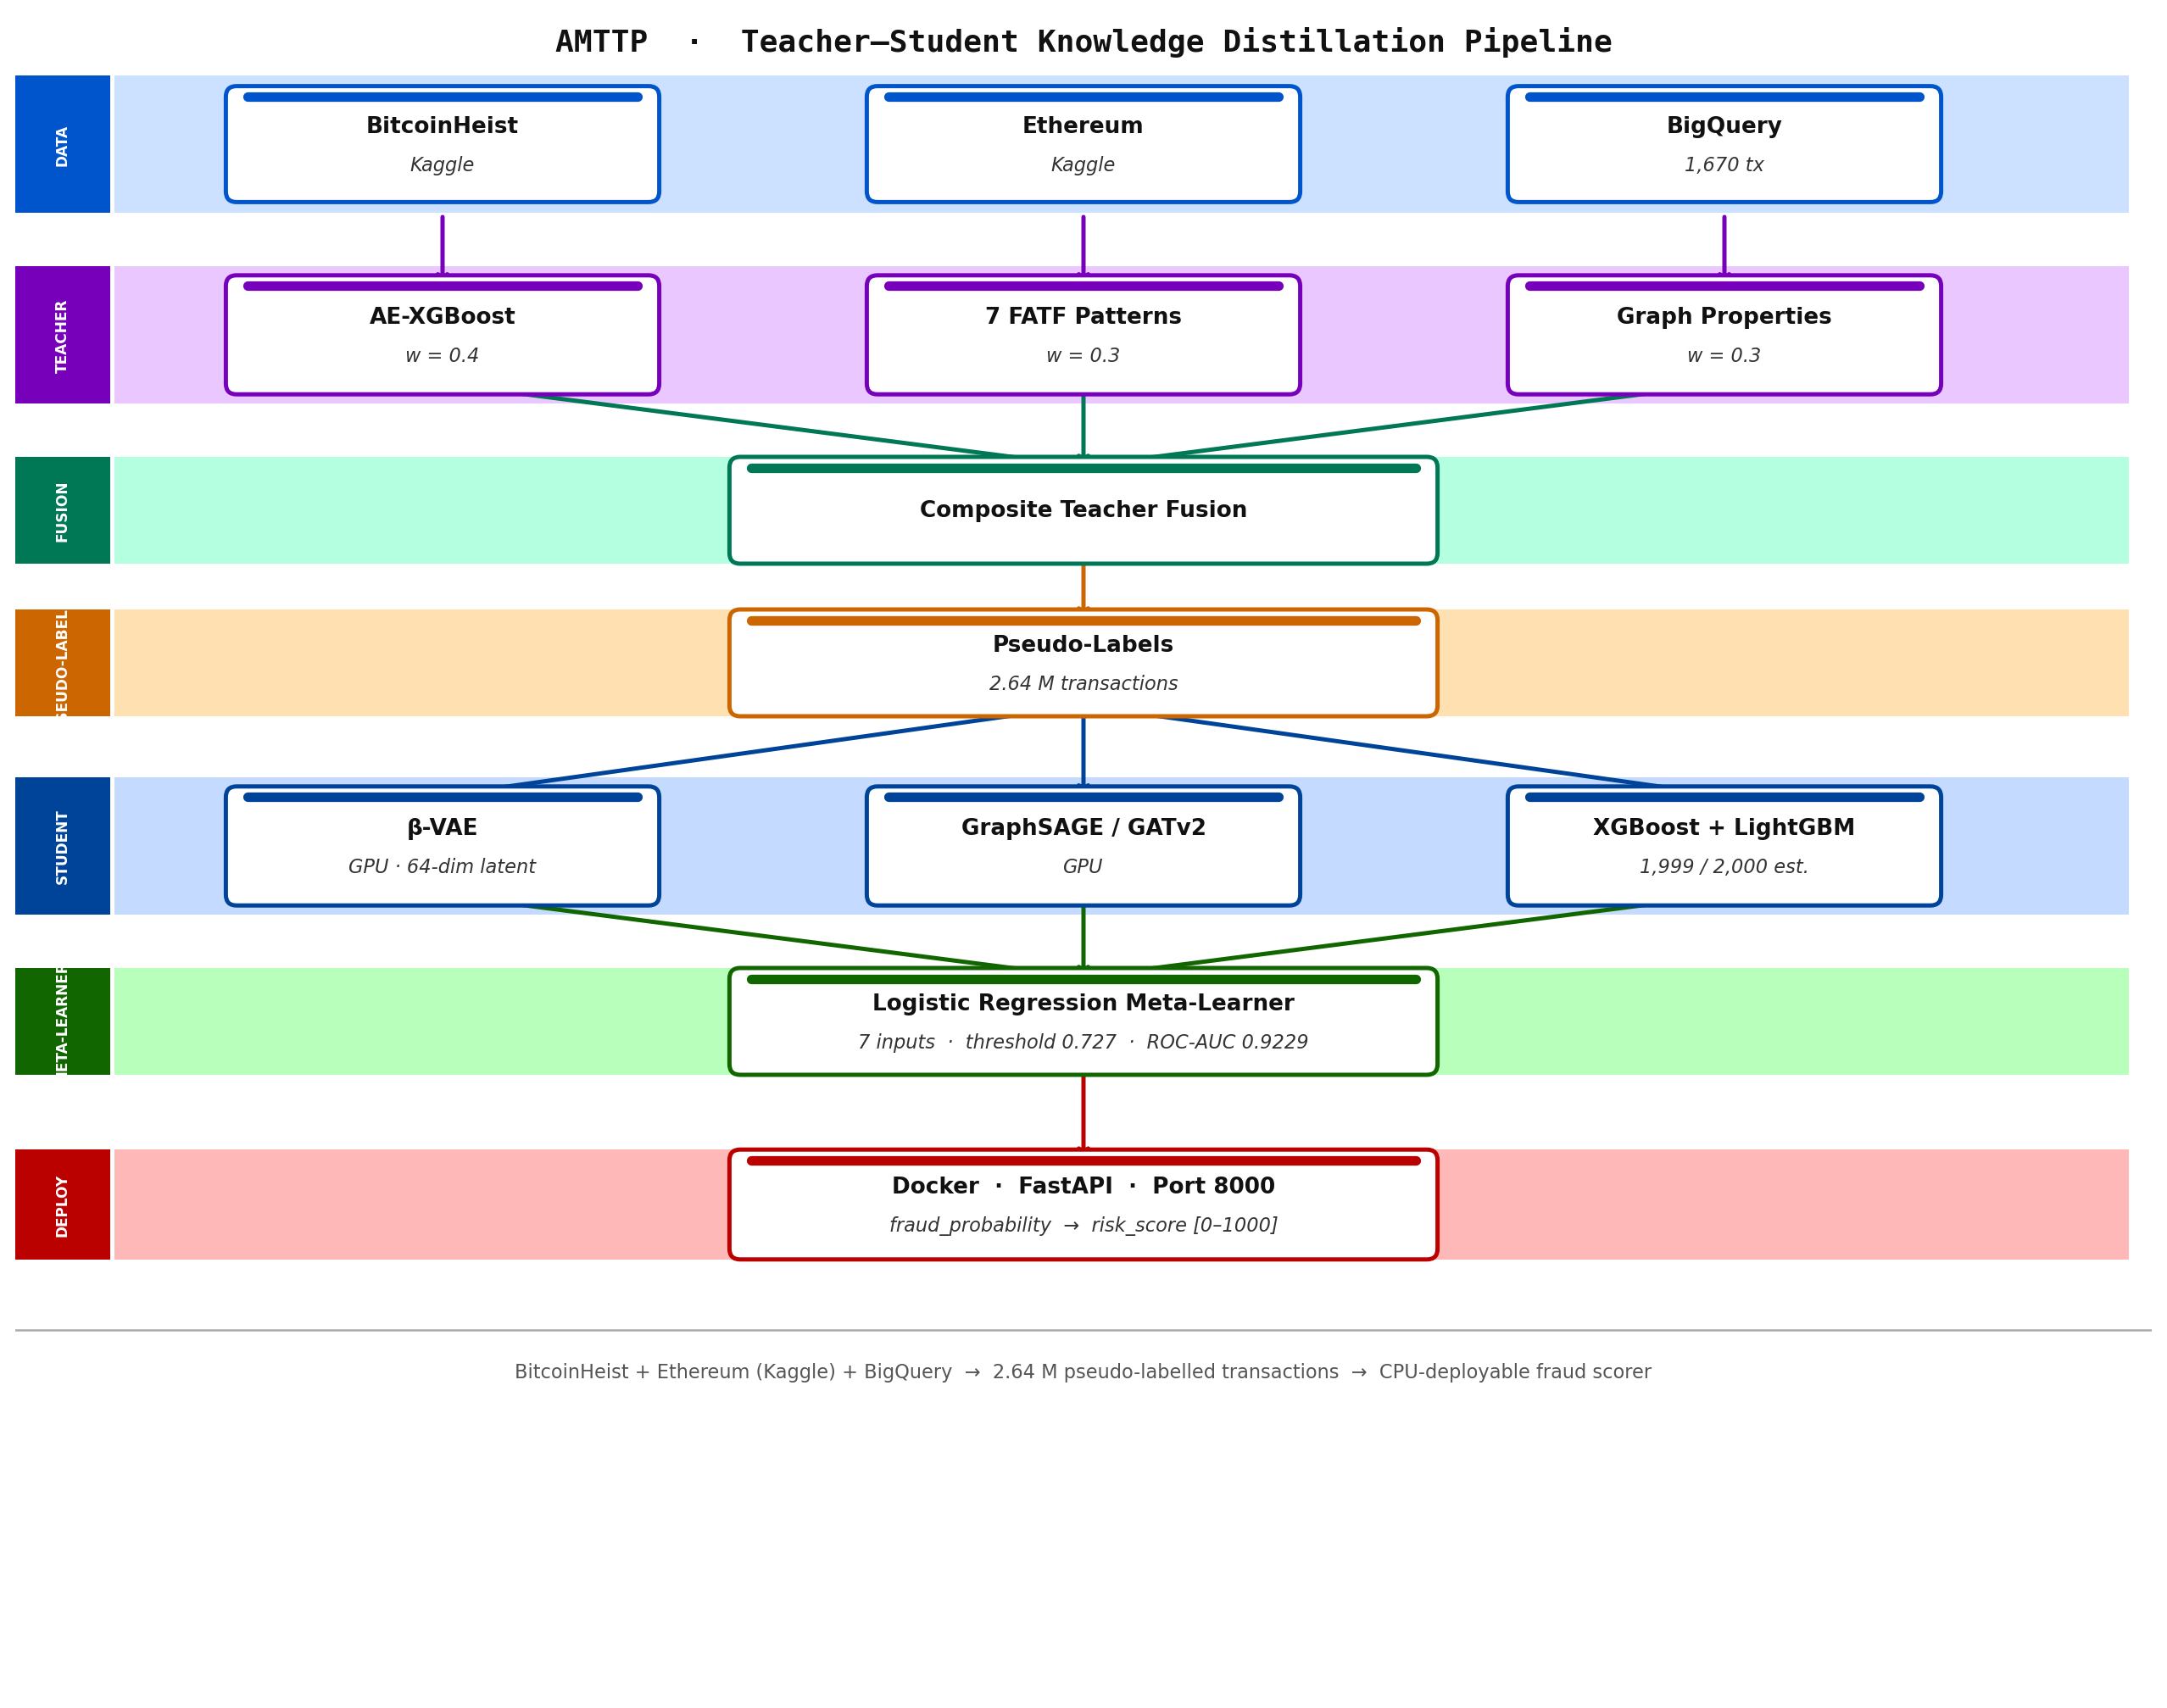 AMTTP · Teacher—Student Knowledge Distillation Pipeline
DATA
BitcoinHeist
Kaggle
Ethereum
Kaggle
BigQuery
1,670 tx
TEACHER
AE-XGBoost
w = 0.4
7 FATF Patterns
w = 0.3
Graph Properties
w = 0.3
FUSION
Composite Teacher Fusion
SEUDO-LABEL
Pseudo-Labels
2.64 M transactions
STUDENT
β-VAE
GPU · 64-dim latent
GraphSAGE / GATv2
GPU
XGBoost + LightGBM
1,999 / 2,000 est.
META-LEARNER
Logistic Regression Meta-Learner
7 inputs · threshold 0.727 · ROC-AUC 0.9229
DEPLOY
Docker · FastAPI · Port 8000
fraud_probability → risk_score [0–1000]
BitcoinHeist + Ethereum (Kaggle) + BigQuery → 2.64 M pseudo-labelled transactions → CPU-deployable fraud scorer